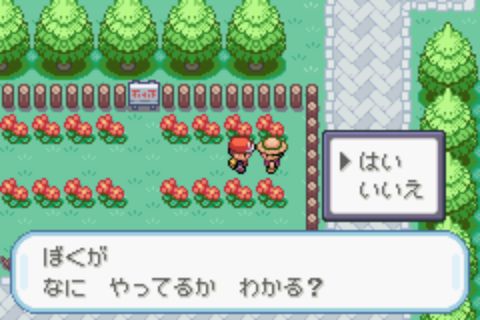 はい
いいえ
ぼくが
なに　やってるか　わかる？